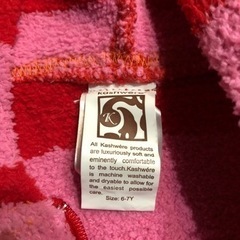 kashwére
K
All Kashwére products
are luxuriously soft and
eminently comfortable
to the touch.Kashwére
is machine washable
and dryable to allow for
the easiest possible
care.
Size: 6-7Y